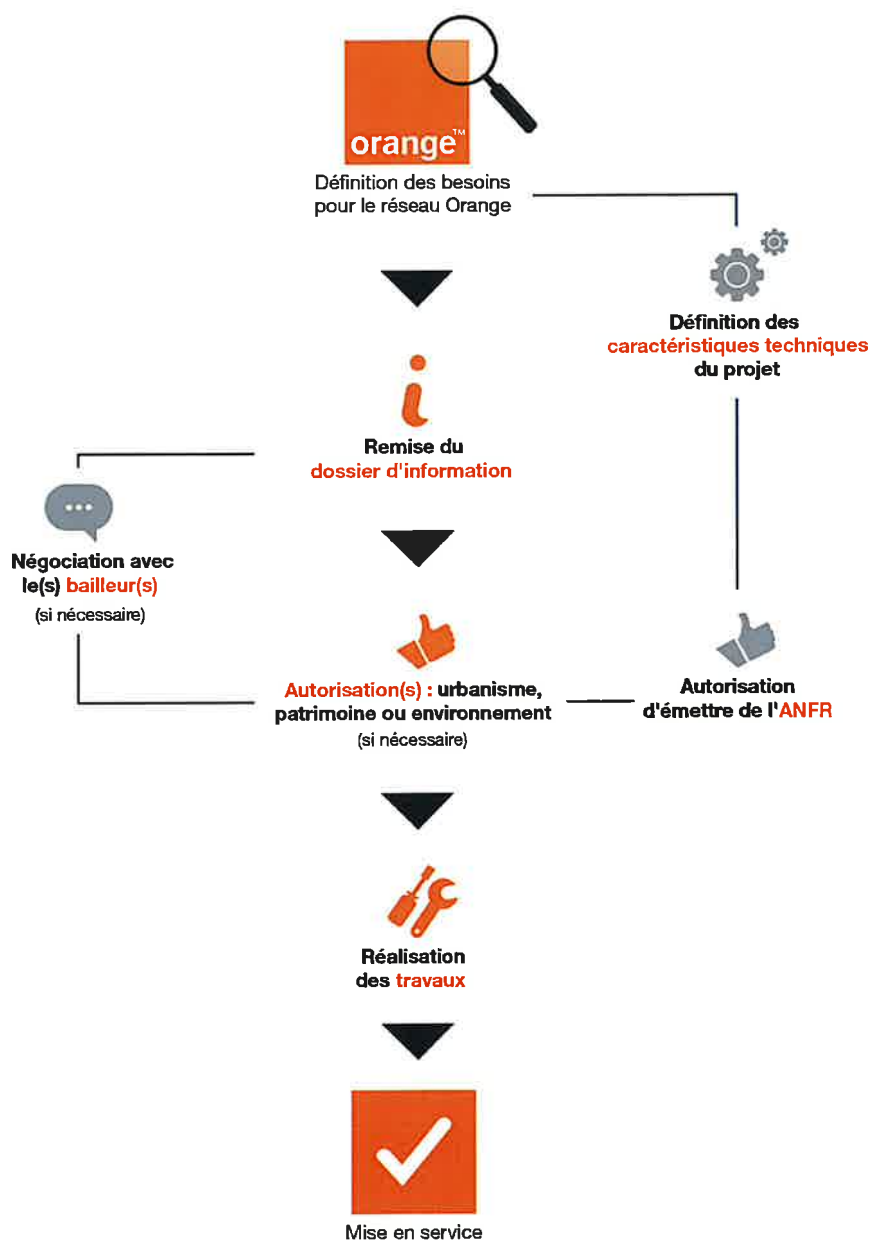 orange™
Définition des besoins
pour le réseau Orange
Définition des
caractéristiques techniques
du projet
Remise du
dossier d'information
Négociation avec
le(s) bailleur(s)
(si nécessaire)
Autorisation(s) : urbanisme,
patrimoine ou environnement
(si nécessaire)
Autorisation
d'émettre de l'ANFR
Réalisation
des travaux
Mise en service